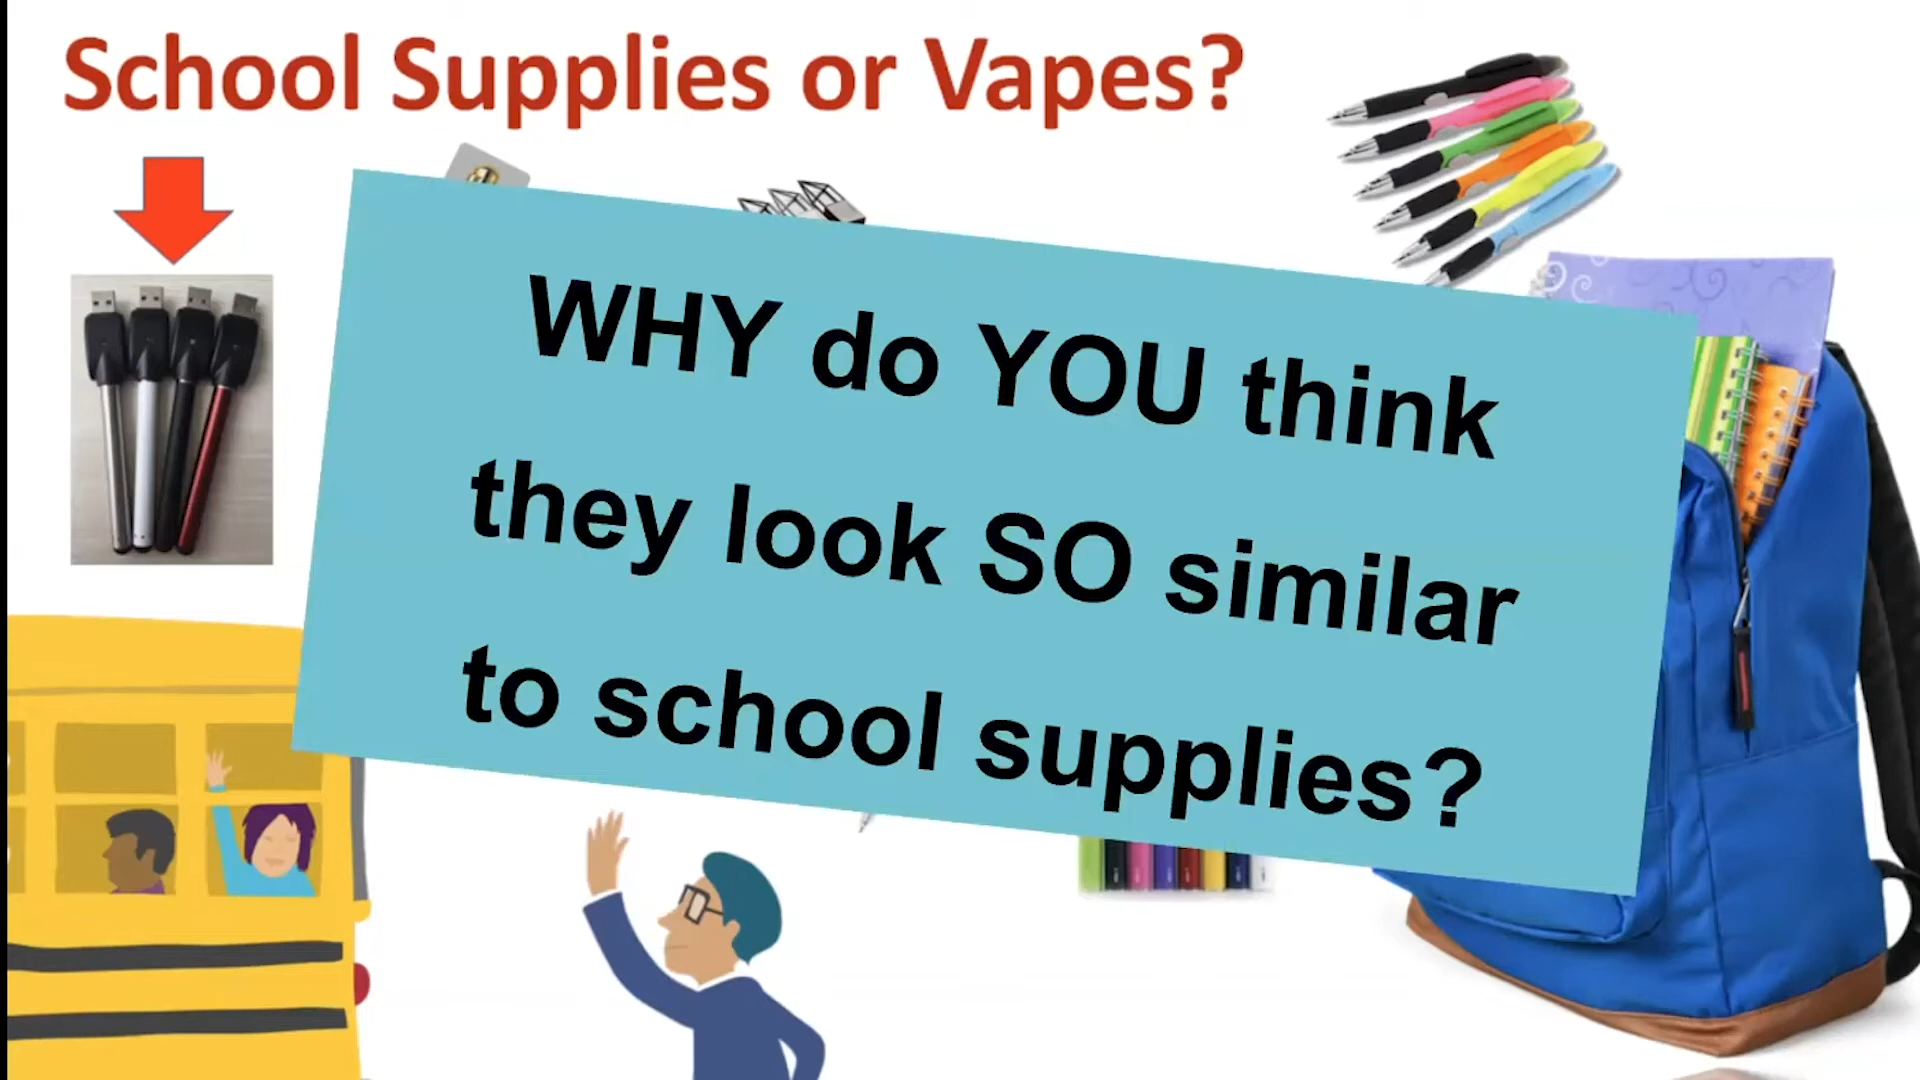 School Supplies or Vapes?
WHY do YOU think
they look SO similar
to school supplies?